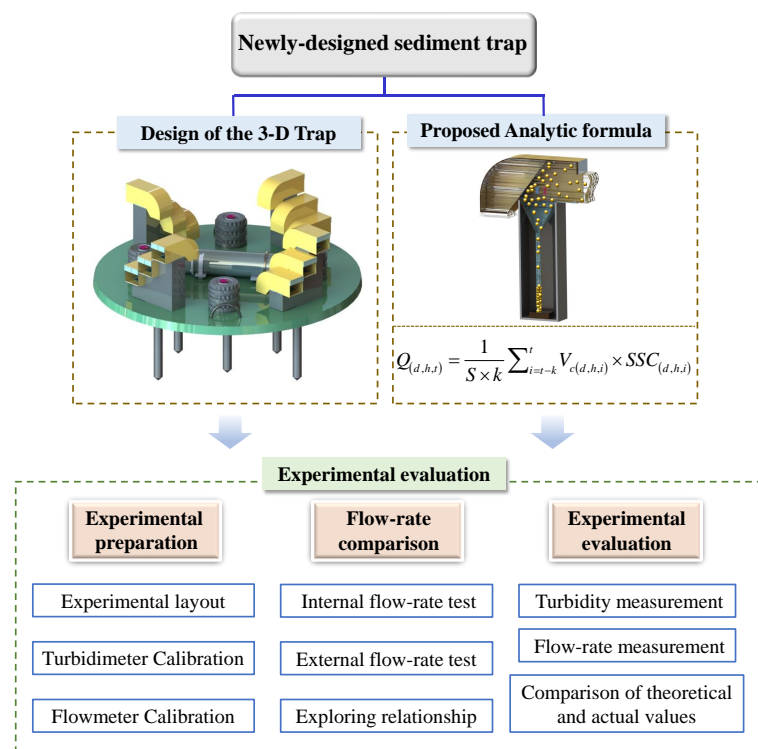 Newly-designed sediment trap
Design of the 3-D Trap
Proposed Analytic formula
Q(d,h,t) = 1/(S×k) ∑_{i=t−k}^{t} V_c(d,h,i) × SSC(d,h,i)
Experimental evaluation
Experimental
preparation
Experimental layout
Turbidimeter Calibration
Flowmeter Calibration
Flow-rate
comparison
Internal flow-rate test
External flow-rate test
Exploring relationship
Experimental
evaluation
Turbidity measurement
Flow-rate measurement
Comparison of theoretical
and actual values